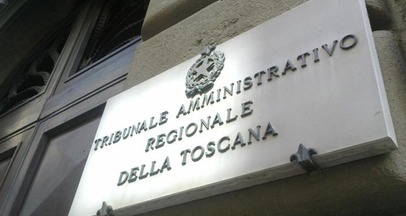 TRIBUNALE AMMINISTRATIVO
REGIONALE
DELLA TOSCANA